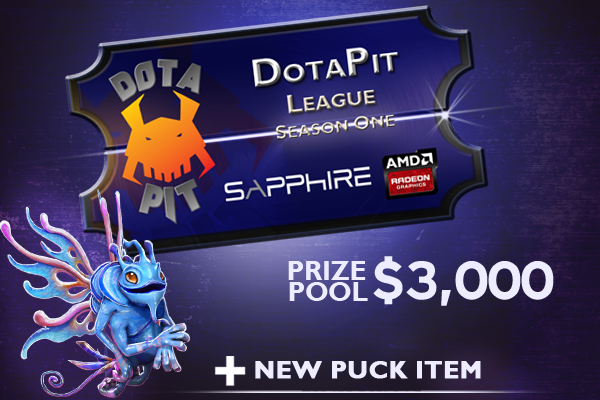 DOTA
PIT
DOTAPIT
LEAGUE
SEASON ONE
SAPPHIRE
AMD
RADEON
GRAPHICS
PRIZE
POOL $3,000
+ NEW PUCK ITEM